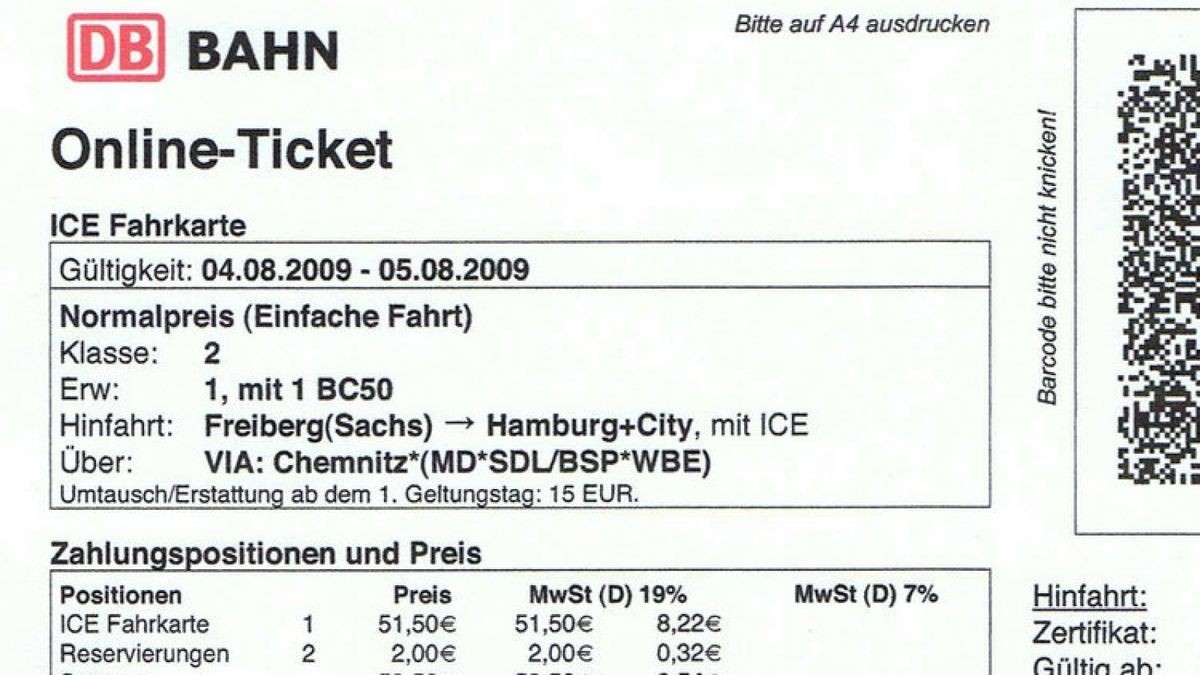 DB BAHN
Bitte auf A4 ausdrucken
Online-Ticket
ICE Fahrkarte
Gültigkeit: 04.08.2009 - 05.08.2009
Normalpreis (Einfache Fahrt)
Klasse: 2
Erw: 1, mit 1 BC50
Hinfahrt: Freiberg(Sachs) → Hamburg+City, mit ICE
Über: VIA: Chemnitz*(MD*SDL/BSP*WBE)
Umtausch/Erstattung ab dem 1. Geltungstag: 15 EUR.
Zahlungspositionen und Preis
Positionen Preis MwSt (D) 19% MwSt (D) 7%
ICE Fahrkarte 1 51,50€ 51,50€ 8,22€
Reservierungen 2 2,00€ 2,00€ 0,32€
Barcode bitte nicht knicken!
Hinfahrt:
Zertifikat:
Gültig ab: